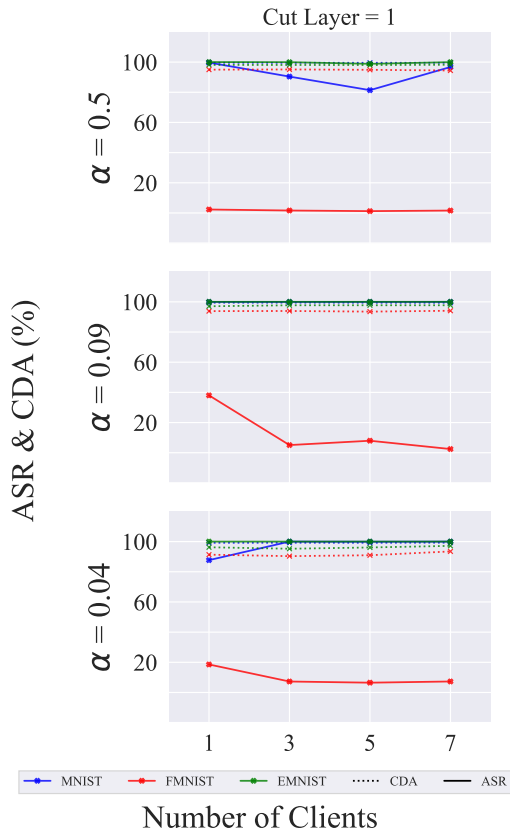 Cut Layer = 1
100
60
20
α = 0.5
100
60
20
α = 0.09
ASR & CDA (%)
100
60
20
α = 0.04
1 3 5 7
MNIST FMNIST EMNIST CDA ASR
Number of Clients